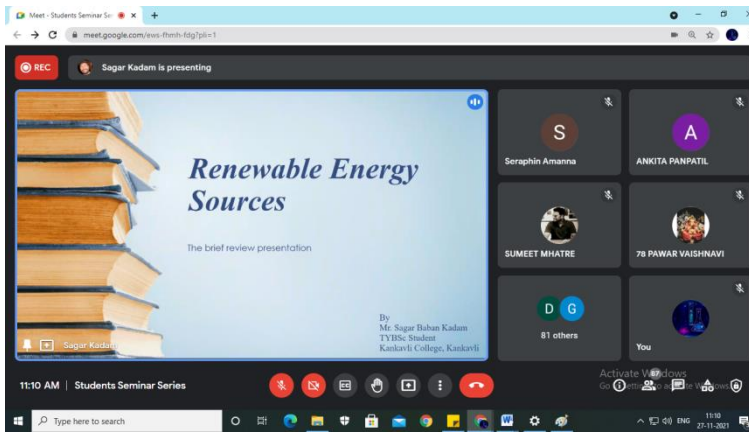 Meet - Students Seminar Se
meet.google.com/ews-fhmh-fdg?pli=1
REC
Sagar Kadam is presenting
Renewable Energy
Sources
The brief review presentation
By
Mr. Sagar Baban Kadam
TYBSc Student
Kankavli College, Kankavli
Sagar Kadam
S
Seraphin Amanna
A
ANKITA PANPATIL
SUMEET MHATRE
78 PAWAR VAISHNAVI
D G
81 others
You
11:10 AM | Students Seminar Series
CC
87
Activate Windows
Type here to search
W
ENG
11:10
27-11-2021